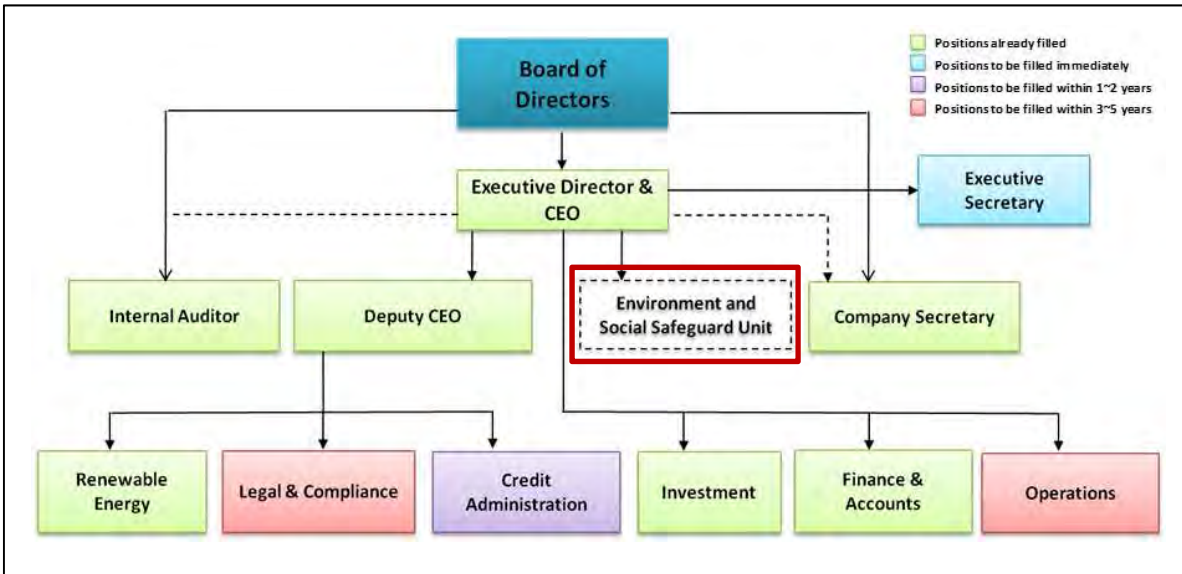 Positions already filled
Positions to be filled immediately
Positions to be filled within 1~2 years
Positions to be filled within 3~5 years
Board of
Directors
Executive Director &
CEO
Executive
Secretary
Internal Auditor
Deputy CEO
Environment and
Social Safeguard Unit
Company Secretary
Renewable
Energy
Legal & Compliance
Credit
Administration
Investment
Finance &
Accounts
Operations